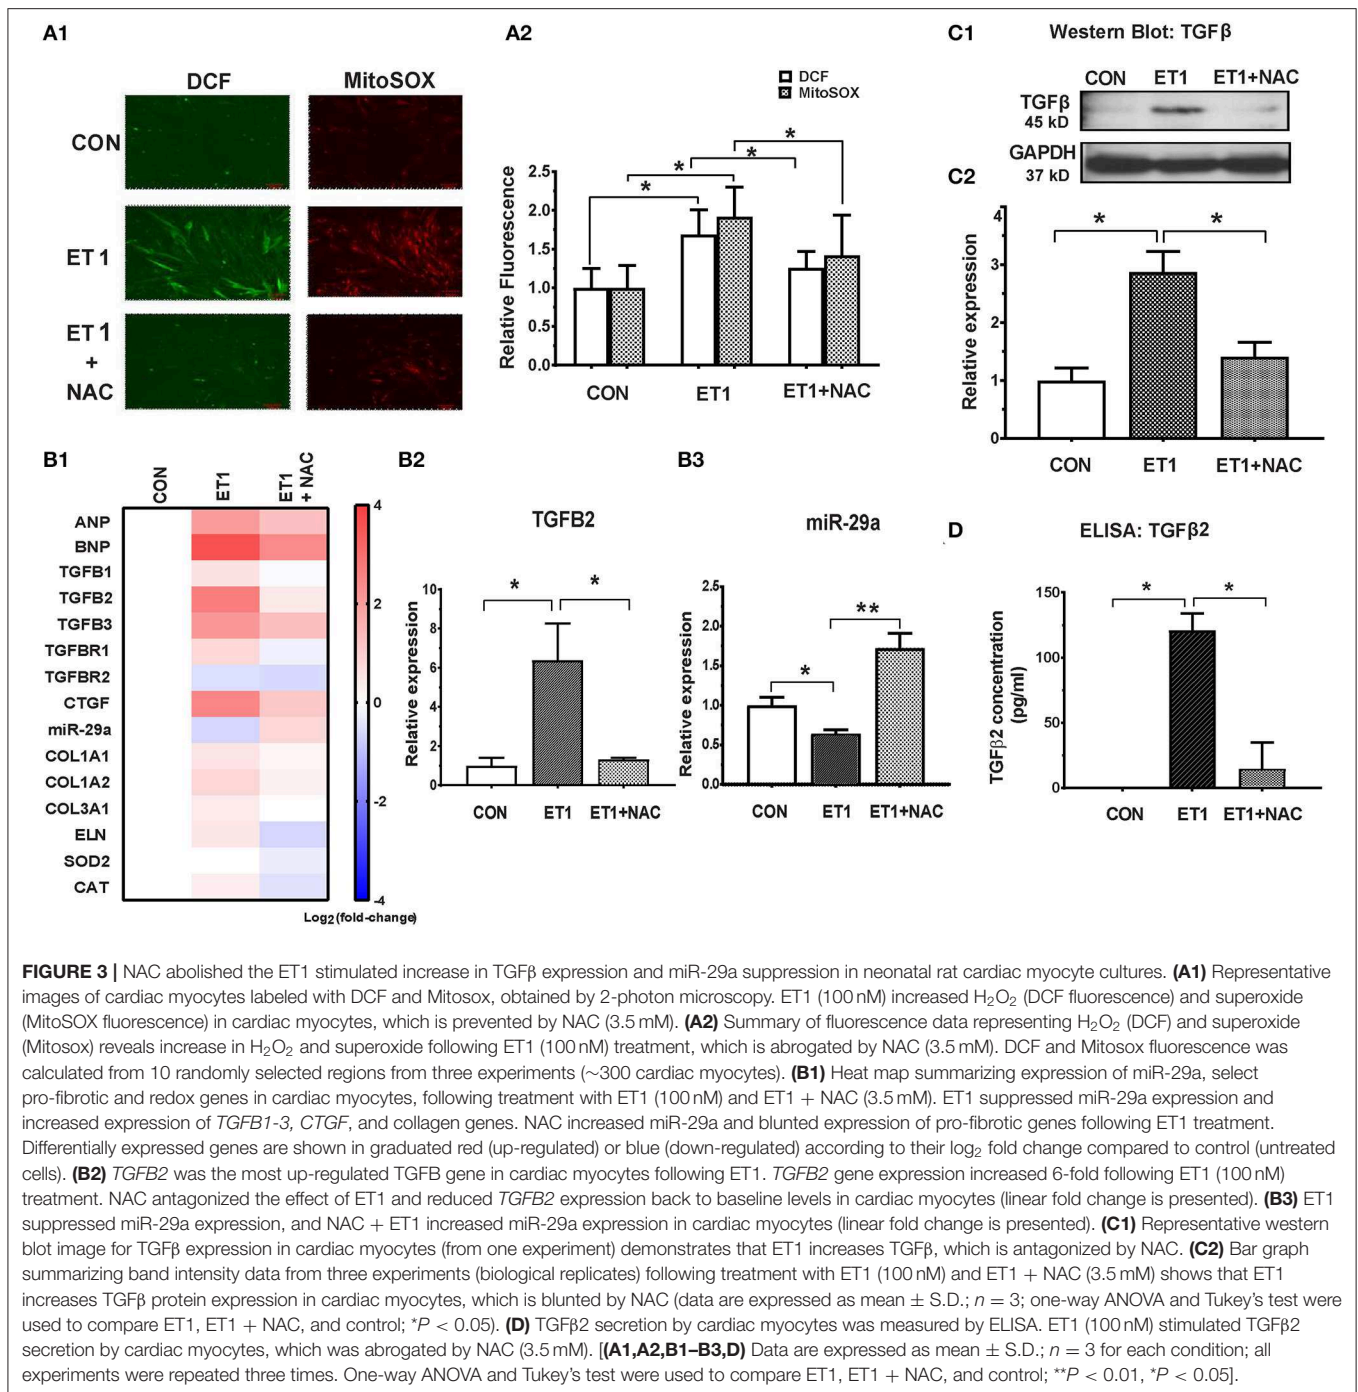 A1
DCF
MitoSOX
CON
ET1
ET1
+
NAC
A2
DCF
MitoSOX
Relative Fluorescence
2.5
2.0
1.5
1.0
0.5
0.0
*
*
*
*
CON
ET1
ET1+NAC
C1
Western Blot: TGFβ
CON
ET1
ET1+NAC
TGFβ
45 kD
GAPDH
37 kD
C2
Relative expression
4
3
2
1
0
*
*
CON
ET1
ET1+NAC
B1
CON
ET1
ET1
+ NAC
ANP
BNP
TGFB1
TGFB2
TGFB3
TGFBR1
TGFBR2
CTGF
miR-29a
COL1A1
COL1A2
COL3A1
ELN
SOD2
CAT
4
2
0
-2
-4
Log₂(fold-change)
B2
TGFB2
Relative expression
10
8
6
4
2
0
*
*
CON
ET1
ET1+NAC
B3
miR-29a
Relative expression
2.5
2.0
1.5
1.0
0.5
0.0
*
**
CON
ET1
ET1+NAC
D
ELISA: TGFβ2
TGFβ2 concentration
(pg/ml)
150
100
50
0
*
*
CON
ET1
ET1+NAC
FIGURE 3 | NAC abolished the ET1 stimulated increase in TGFβ expression and miR-29a suppression in neonatal rat cardiac myocyte cultures. (A1) Representative
images of cardiac myocytes labeled with DCF and Mitosox, obtained by 2-photon microscopy. ET1 (100 nM) increased H₂O₂ (DCF fluorescence) and superoxide
(MitoSOX fluorescence) in cardiac myocytes, which is prevented by NAC (3.5 mM). (A2) Summary of fluorescence data representing H₂O₂ (DCF) and superoxide
(Mitosox) reveals increase in H₂O₂ and superoxide following ET1 (100 nM) treatment, which is abrogated by NAC (3.5 mM). DCF and Mitosox fluorescence was
calculated from 10 randomly selected regions from three experiments (~300 cardiac myocytes). (B1) Heat map summarizing expression of miR-29a, select
pro-fibrotic and redox genes in cardiac myocytes, following treatment with ET1 (100 nM) and ET1 + NAC (3.5 mM). ET1 suppressed miR-29a expression and
increased expression of TGFB1-3, CTGF, and collagen genes. NAC increased miR-29a and blunted expression of pro-fibrotic genes following ET1 treatment.
Differentially expressed genes are shown in graduated red (up-regulated) or blue (down-regulated) according to their log₂ fold change compared to control (untreated
cells). (B2) TGFB2 was the most up-regulated TGFB gene in cardiac myocytes following ET1. TGFB2 gene expression increased 6-fold following ET1 (100 nM)
treatment. NAC antagonized the effect of ET1 and reduced TGFB2 expression back to baseline levels in cardiac myocytes (linear fold change is presented). (B3) ET1
suppressed miR-29a expression, and NAC + ET1 increased miR-29a expression in cardiac myocytes (linear fold change is presented). (C1) Representative western
blot image for TGFβ expression in cardiac myocytes (from one experiment) demonstrates that ET1 increases TGFβ, which is antagonized by NAC. (C2) Bar graph
summarizing band intensity data from three experiments (biological replicates) following treatment with ET1 (100 nM) and ET1 + NAC (3.5 mM) shows that ET1
increases TGFβ protein expression in cardiac myocytes, which is blunted by NAC (data are expressed as mean ± S.D.; n = 3; one-way ANOVA and Tukey's test were
used to compare ET1, ET1 + NAC, and control; *P < 0.05). (D) TGFβ2 secretion by cardiac myocytes was measured by ELISA. ET1 (100 nM) stimulated TGFβ2
secretion by cardiac myocytes, which was abrogated by NAC (3.5 mM). [(A1,A2,B1–B3,D) Data are expressed as mean ± S.D.; n = 3 for each condition; all
experiments were repeated three times. One-way ANOVA and Tukey's test were used to compare ET1, ET1 + NAC, and control; **P < 0.01, *P < 0.05].